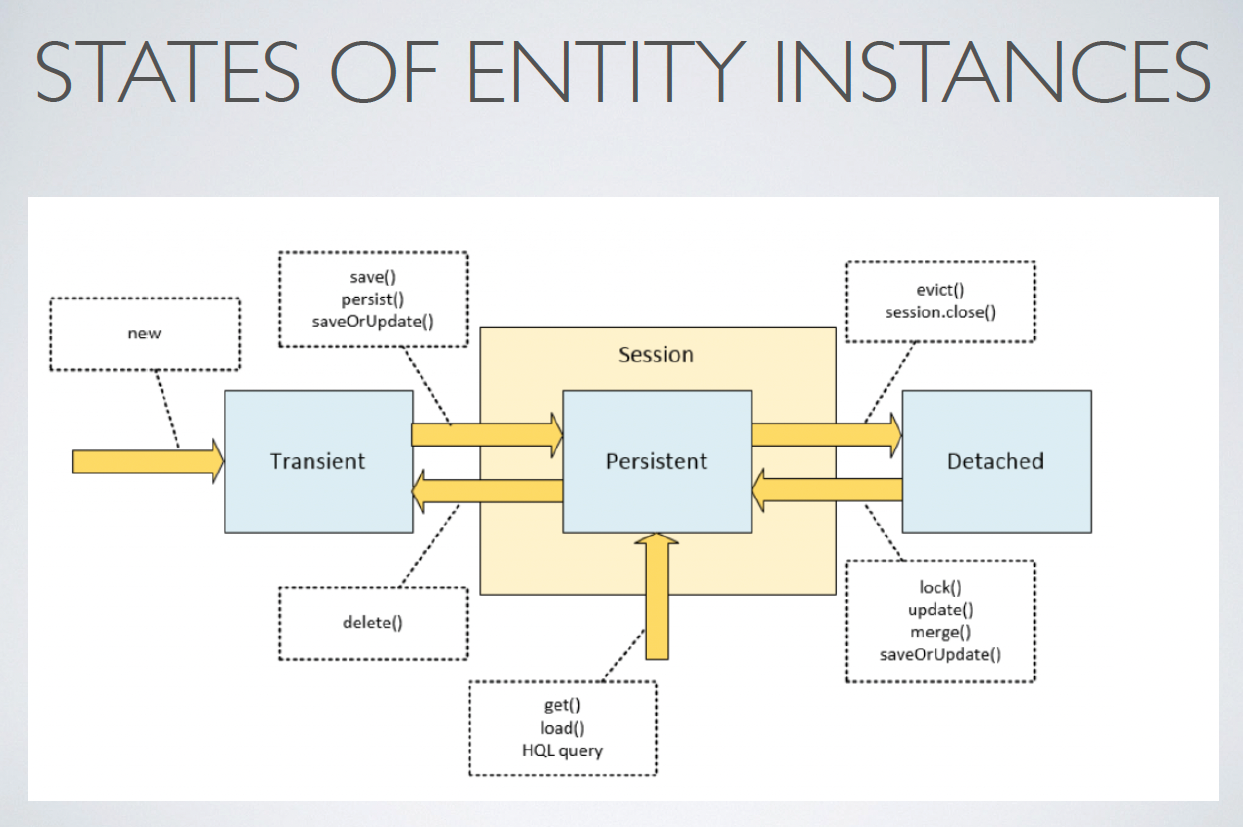 STATES OF ENTITY INSTANCES
new
save()
persist()
saveOrUpdate()
evict()
session.close()
Session
Transient
Persistent
Detached
delete()
get()
load()
HQL query
lock()
update()
merge()
saveOrUpdate()